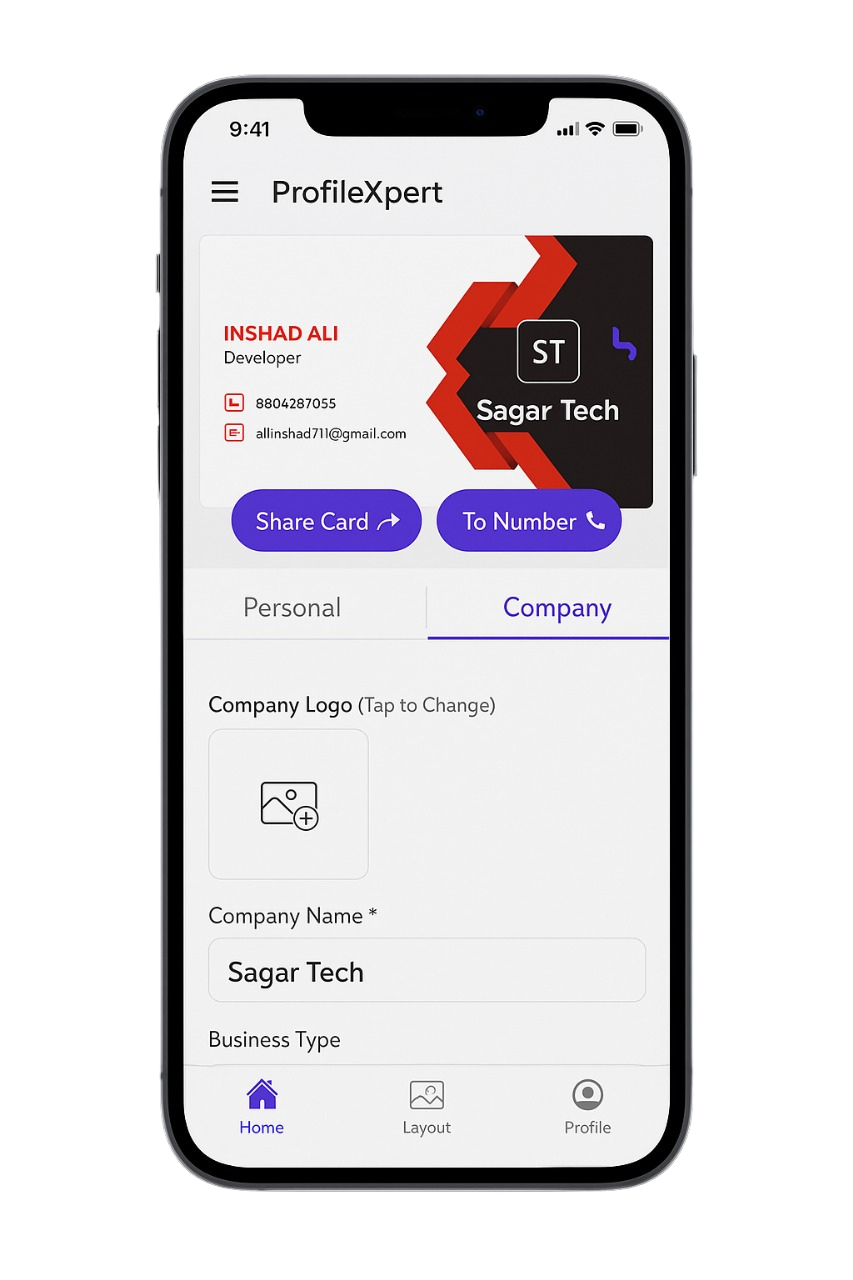 9:41
ProfileXpert
INSHAD ALI
Developer
8804287055
allinshad711@gmail.com
ST
Sagar Tech
Share Card
To Number
Personal
Company
Company Logo (Tap to Change)
Company Name *
Sagar Tech
Business Type
Home
Layout
Profile